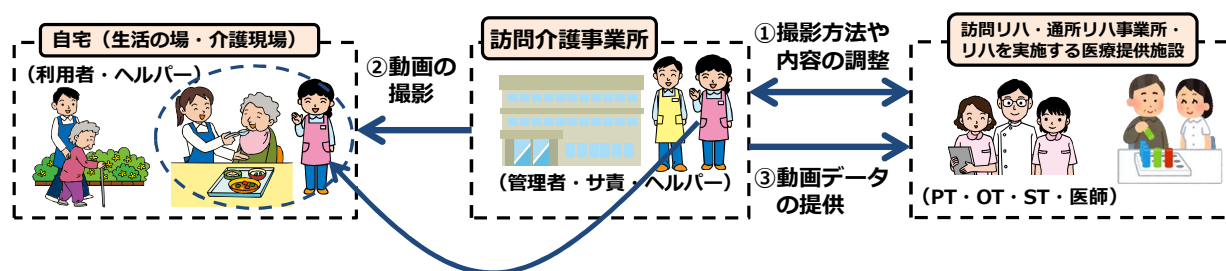 自宅(生活の場・介護現場)
(利用者・ヘルパー)
②動画の
撮影
訪問介護事業所
(管理者・サ責・ヘルパー)
①撮影方法や
内容の調整
③動画データ
の提供
訪問リハ・通所リハ事業所・
リハを実施する医療提供施設
(PT・OT・ST・医師)